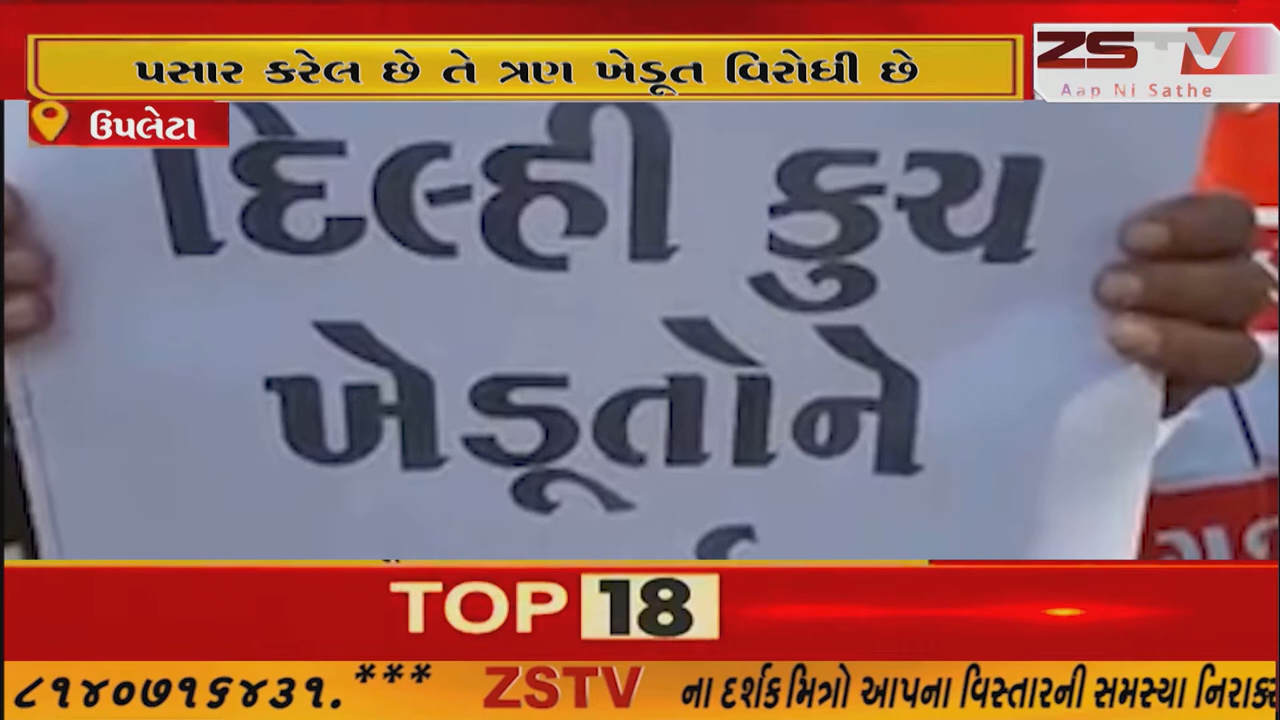 પસાર કરેલ છે તે ત્રણ ખેડૂત વિરોધી છે
ZSTV
Aap Ni Sathe
ઉપલેટા
દિલ્હી કુચ
ખેડૂતોને
TOP 18
૮૧૪૦૭૧૬૪૩૧.*** ZSTV ના દર્શક મિત્રો આપના વિસ્તારની સમસ્યા